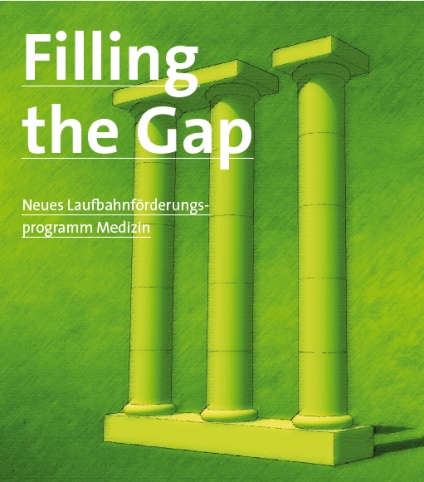 Filling
the Gap
Neues Laufbahnförderungs-
programm Medizin